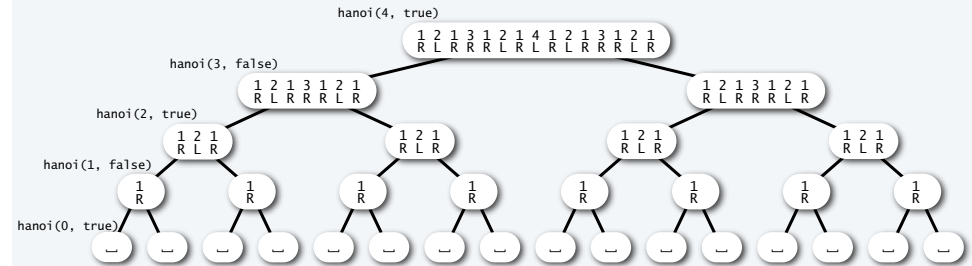 hanoi(4, true)
1 2 1 3 1 2 1 4 1 2 1 3 1 2 1
R L R R R L R L R L R R R L R
hanoi(3, false)
1 2 1 3 1 2 1
R L R R R L R
1 2 1 3 1 2 1
R L R R R L R
hanoi(2, true)
1 2 1
R L R
1 2 1
R L R
1 2 1
R L R
1 2 1
R L R
hanoi(1, false)
1
R
1
R
1
R
1
R
1
R
1
R
1
R
1
R
hanoi(0, true)
␣ ␣ ␣ ␣ ␣ ␣ ␣ ␣ ␣ ␣ ␣ ␣ ␣ ␣ ␣ ␣